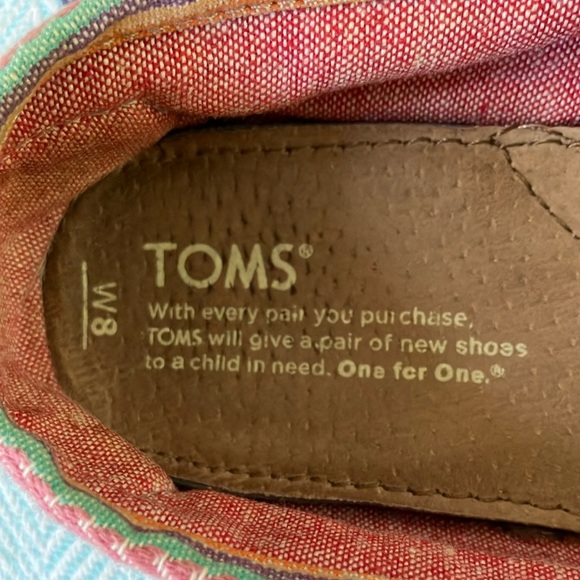 TOMS®
With every pair you purchase,
TOMS will give a pair of new shoes
to a child in need. One for One.®
W8